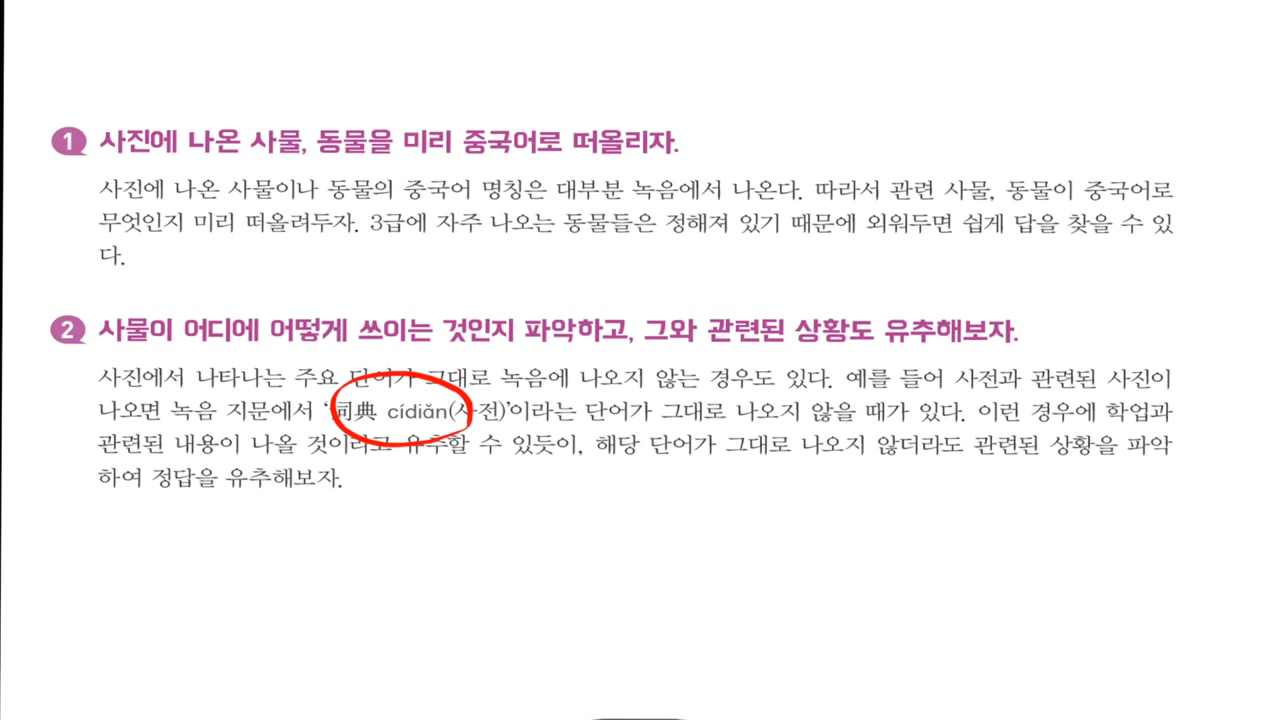 1 사진에 나온 사물, 동물을 미리 중국어로 떠올리자.
사진에 나온 사물이나 동물의 중국어 명칭은 대부분 녹음에서 나온다. 따라서 관련 사물, 동물이 중국어로
무엇인지 미리 떠올려두자. 3급에 자주 나오는 동물들은 정해져 있기 때문에 외워두면 쉽게 답을 찾을 수 있
다.
2 사물이 어디에 어떻게 쓰이는 것인지 파악하고, 그와 관련된 상황도 유추해보자.
사진에서 나타나는 주요 단어가 그대로 녹음에 나오지 않는 경우도 있다. 예를 들어 사전과 관련된 사진이
나오면 녹음 지문에서 ‘词典 cídiǎn(사전)’이라는 단어가 그대로 나오지 않을 때가 있다. 이런 경우에 학업과
관련된 내용이 나올 것이라고 유추할 수 있듯이, 해당 단어가 그대로 나오지 않더라도 관련된 상황을 파악
하여 정답을 유추해보자.